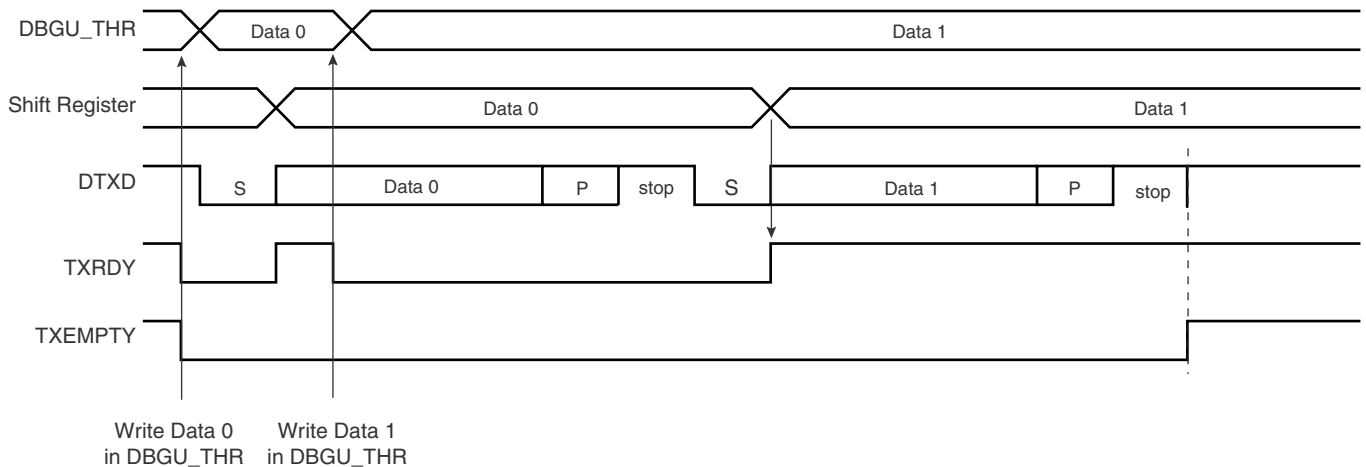 DBGU_THR Data 0 Data 1
Shift Register Data 0 Data 1
DTXD S Data 0 P stop S Data 1 P stop
TXRDY
TXEMPTY
Write Data 0
in DBGU_THR
Write Data 1
in DBGU_THR